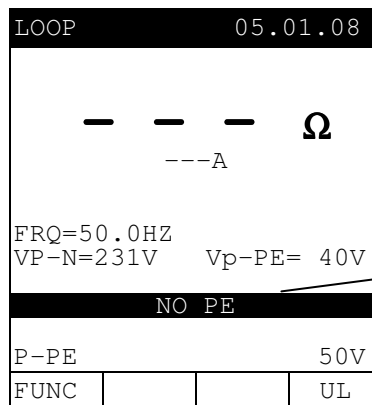 LOOP 05.01.08
- - - Ω
---A
FRQ=50.0HZ
VP-N=231V Vp-PE= 40V
NO PE
P-PE 50V
FUNC UL